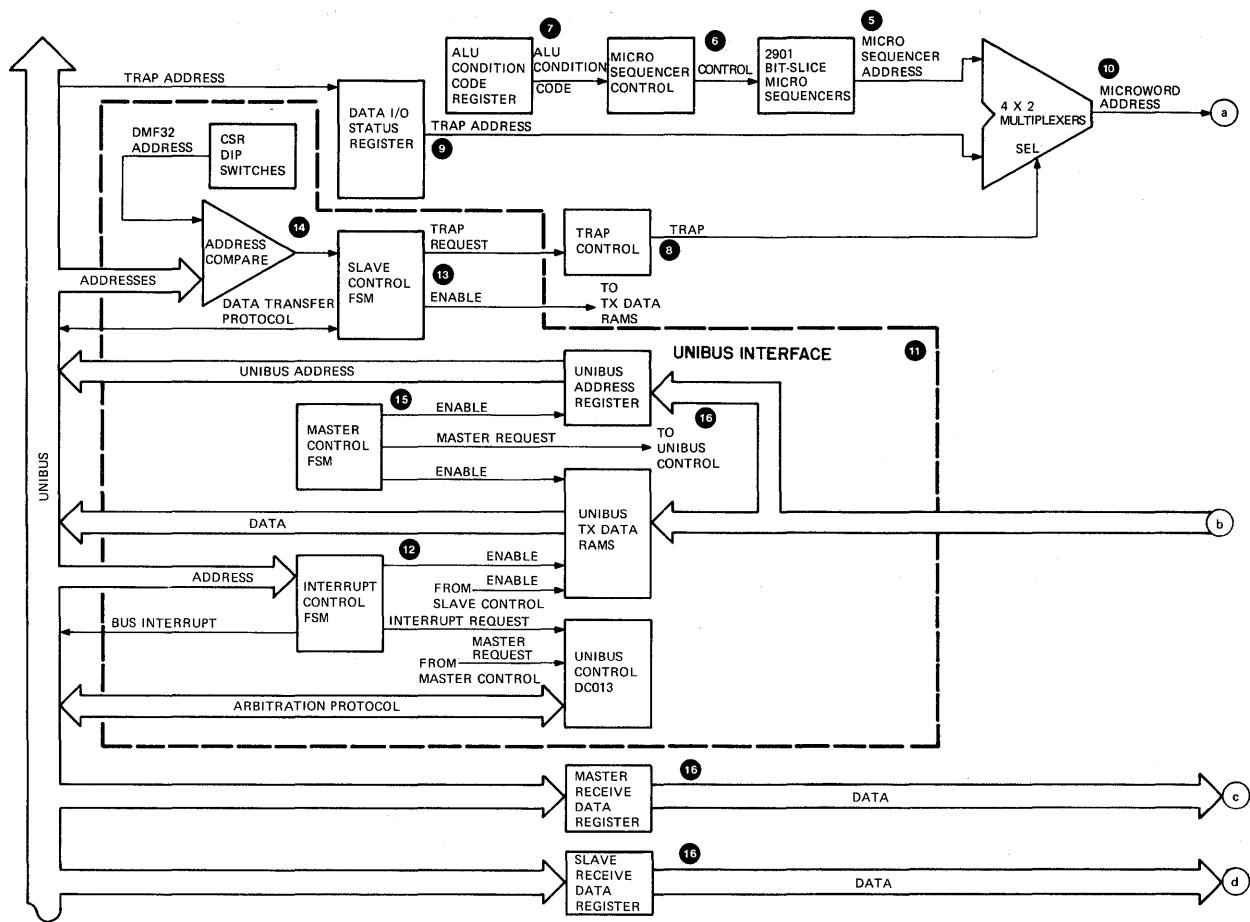 5
7
ALU
CONDITION
CODE
REGISTER
ALU
CONDITION
CODE
MICRO
SEQUENCER
CONTROL
6
CONTROL
2901
BIT-SLICE
MICRO
SEQUENCERS
MICRO
SEQUENCER
ADDRESS
10
MICROWORD
ADDRESS
a
4 X 2
MULTIPLEXERS
SEL
TRAP ADDRESS
DATA I/O
STATUS
REGISTER
TRAP ADDRESS
9
DMF32
ADDRESS
CSR
DIP
SWITCHES
14
ADDRESS
COMPARE
ADDRESSES
SLAVE
CONTROL
FSM
TRAP
REQUEST
13
ENABLE
TO
TX DATA
RAMS
TRAP
CONTROL
TRAP
8
DATA TRANSFER
PROTOCOL
UNIBUS INTERFACE
11
UNIBUS ADDRESS
UNIBUS
ADDRESS
REGISTER
15
ENABLE
16
MASTER
CONTROL
FSM
MASTER REQUEST
TO
UNIBUS
CONTROL
ENABLE
UNIBUS
DATA
UNIBUS
TX DATA
RAMS
b
12
ENABLE
ADDRESS
INTERRUPT
CONTROL
FSM
FROM
ENABLE
SLAVE CONTROL
BUS INTERRUPT
INTERRUPT REQUEST
MASTER
REQUEST
FROM
MASTER CONTROL
UNIBUS
CONTROL
DC013
ARBITRATION PROTOCOL
MASTER
RECEIVE
DATA
REGISTER
16
DATA
c
SLAVE
RECEIVE
DATA
REGISTER
16
DATA
d